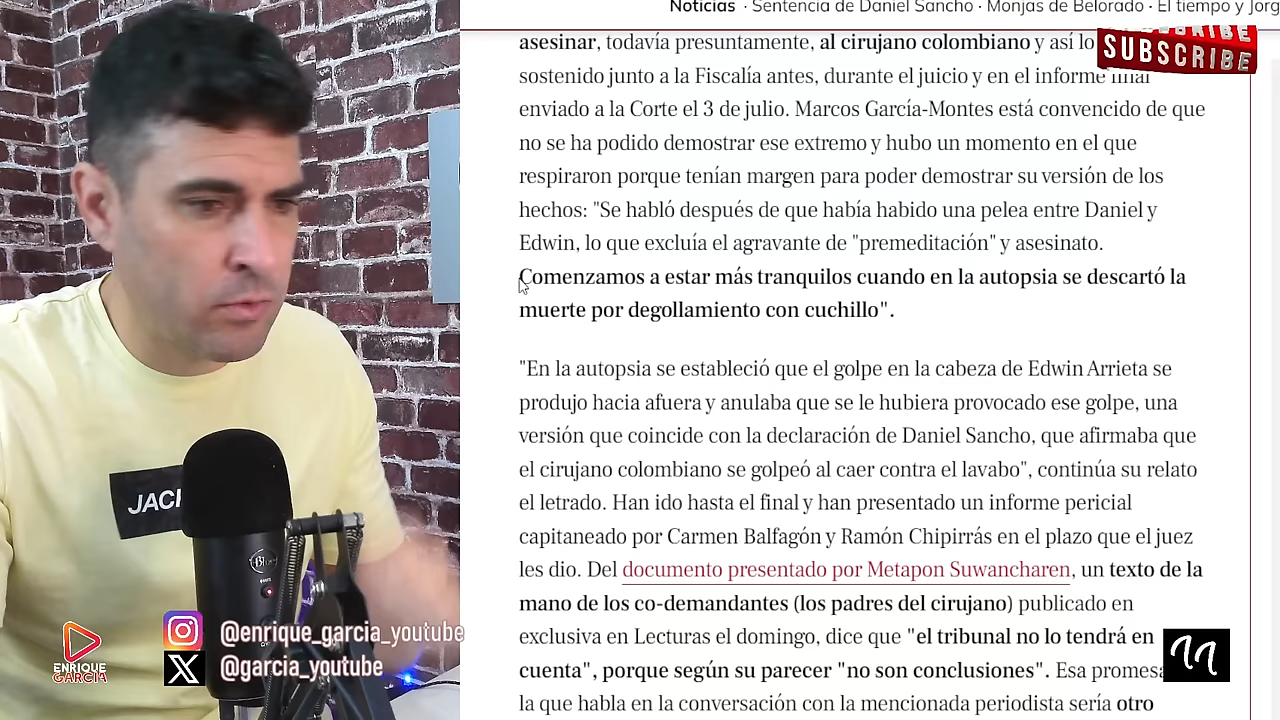 Noticias · Sentencia de Daniel Sancho · Monjas de Belorado · El tiempo y Jorg
asesinar, todavía presuntamente, al cirujano colombiano y así lo
SUBSCRIBE
sostenido junto a la Fiscalía antes, durante el juicio y en el informe final
enviado a la Corte el 3 de julio. Marcos García-Montes está convencido de que
no se ha podido demostrar ese extremo y hubo un momento en el que
respiraron porque tenían margen para poder demostrar su versión de los
hechos: "Se habló después de que había habido una pelea entre Daniel y
Edwin, lo que excluía el agravante de "premeditación" y asesinato.
Comenzamos a estar más tranquilos cuando en la autopsia se descartó la
muerte por degollamiento con cuchillo".
"En la autopsia se estableció que el golpe en la cabeza de Edwin Arrieta se
produjo hacia afuera y anulaba que se le hubiera provocado ese golpe, una
versión que coincide con la declaración de Daniel Sancho, que afirmaba que
el cirujano colombiano se golpeó al caer contra el lavabo", continúa su relato
el letrado. Han ido hasta el final y han presentado un informe pericial
capitaneado por Carmen Balfagón y Ramón Chipirrás en el plazo que el juez
les dio. Del documento presentado por Metapon Suwancharen, un texto de la
mano de los co-demandantes (los padres del cirujano) publicado en
exclusiva en Lecturas el domingo, dice que "el tribunal no lo tendrá en
cuenta", porque según su parecer "no son conclusiones". Esa promesa
la que habla en la conversación con la mencionada periodista sería otro
JACK
Blue
@enrique_garcia_youtube
@garcia_youtube
ENRIQUE
GARCIA